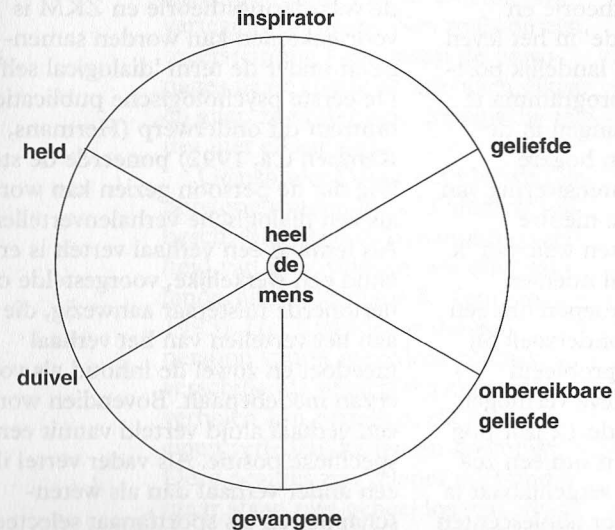 inspirator
held
geliefde
heel
de
mens
duivel
onbereikbare
geliefde
gevangene